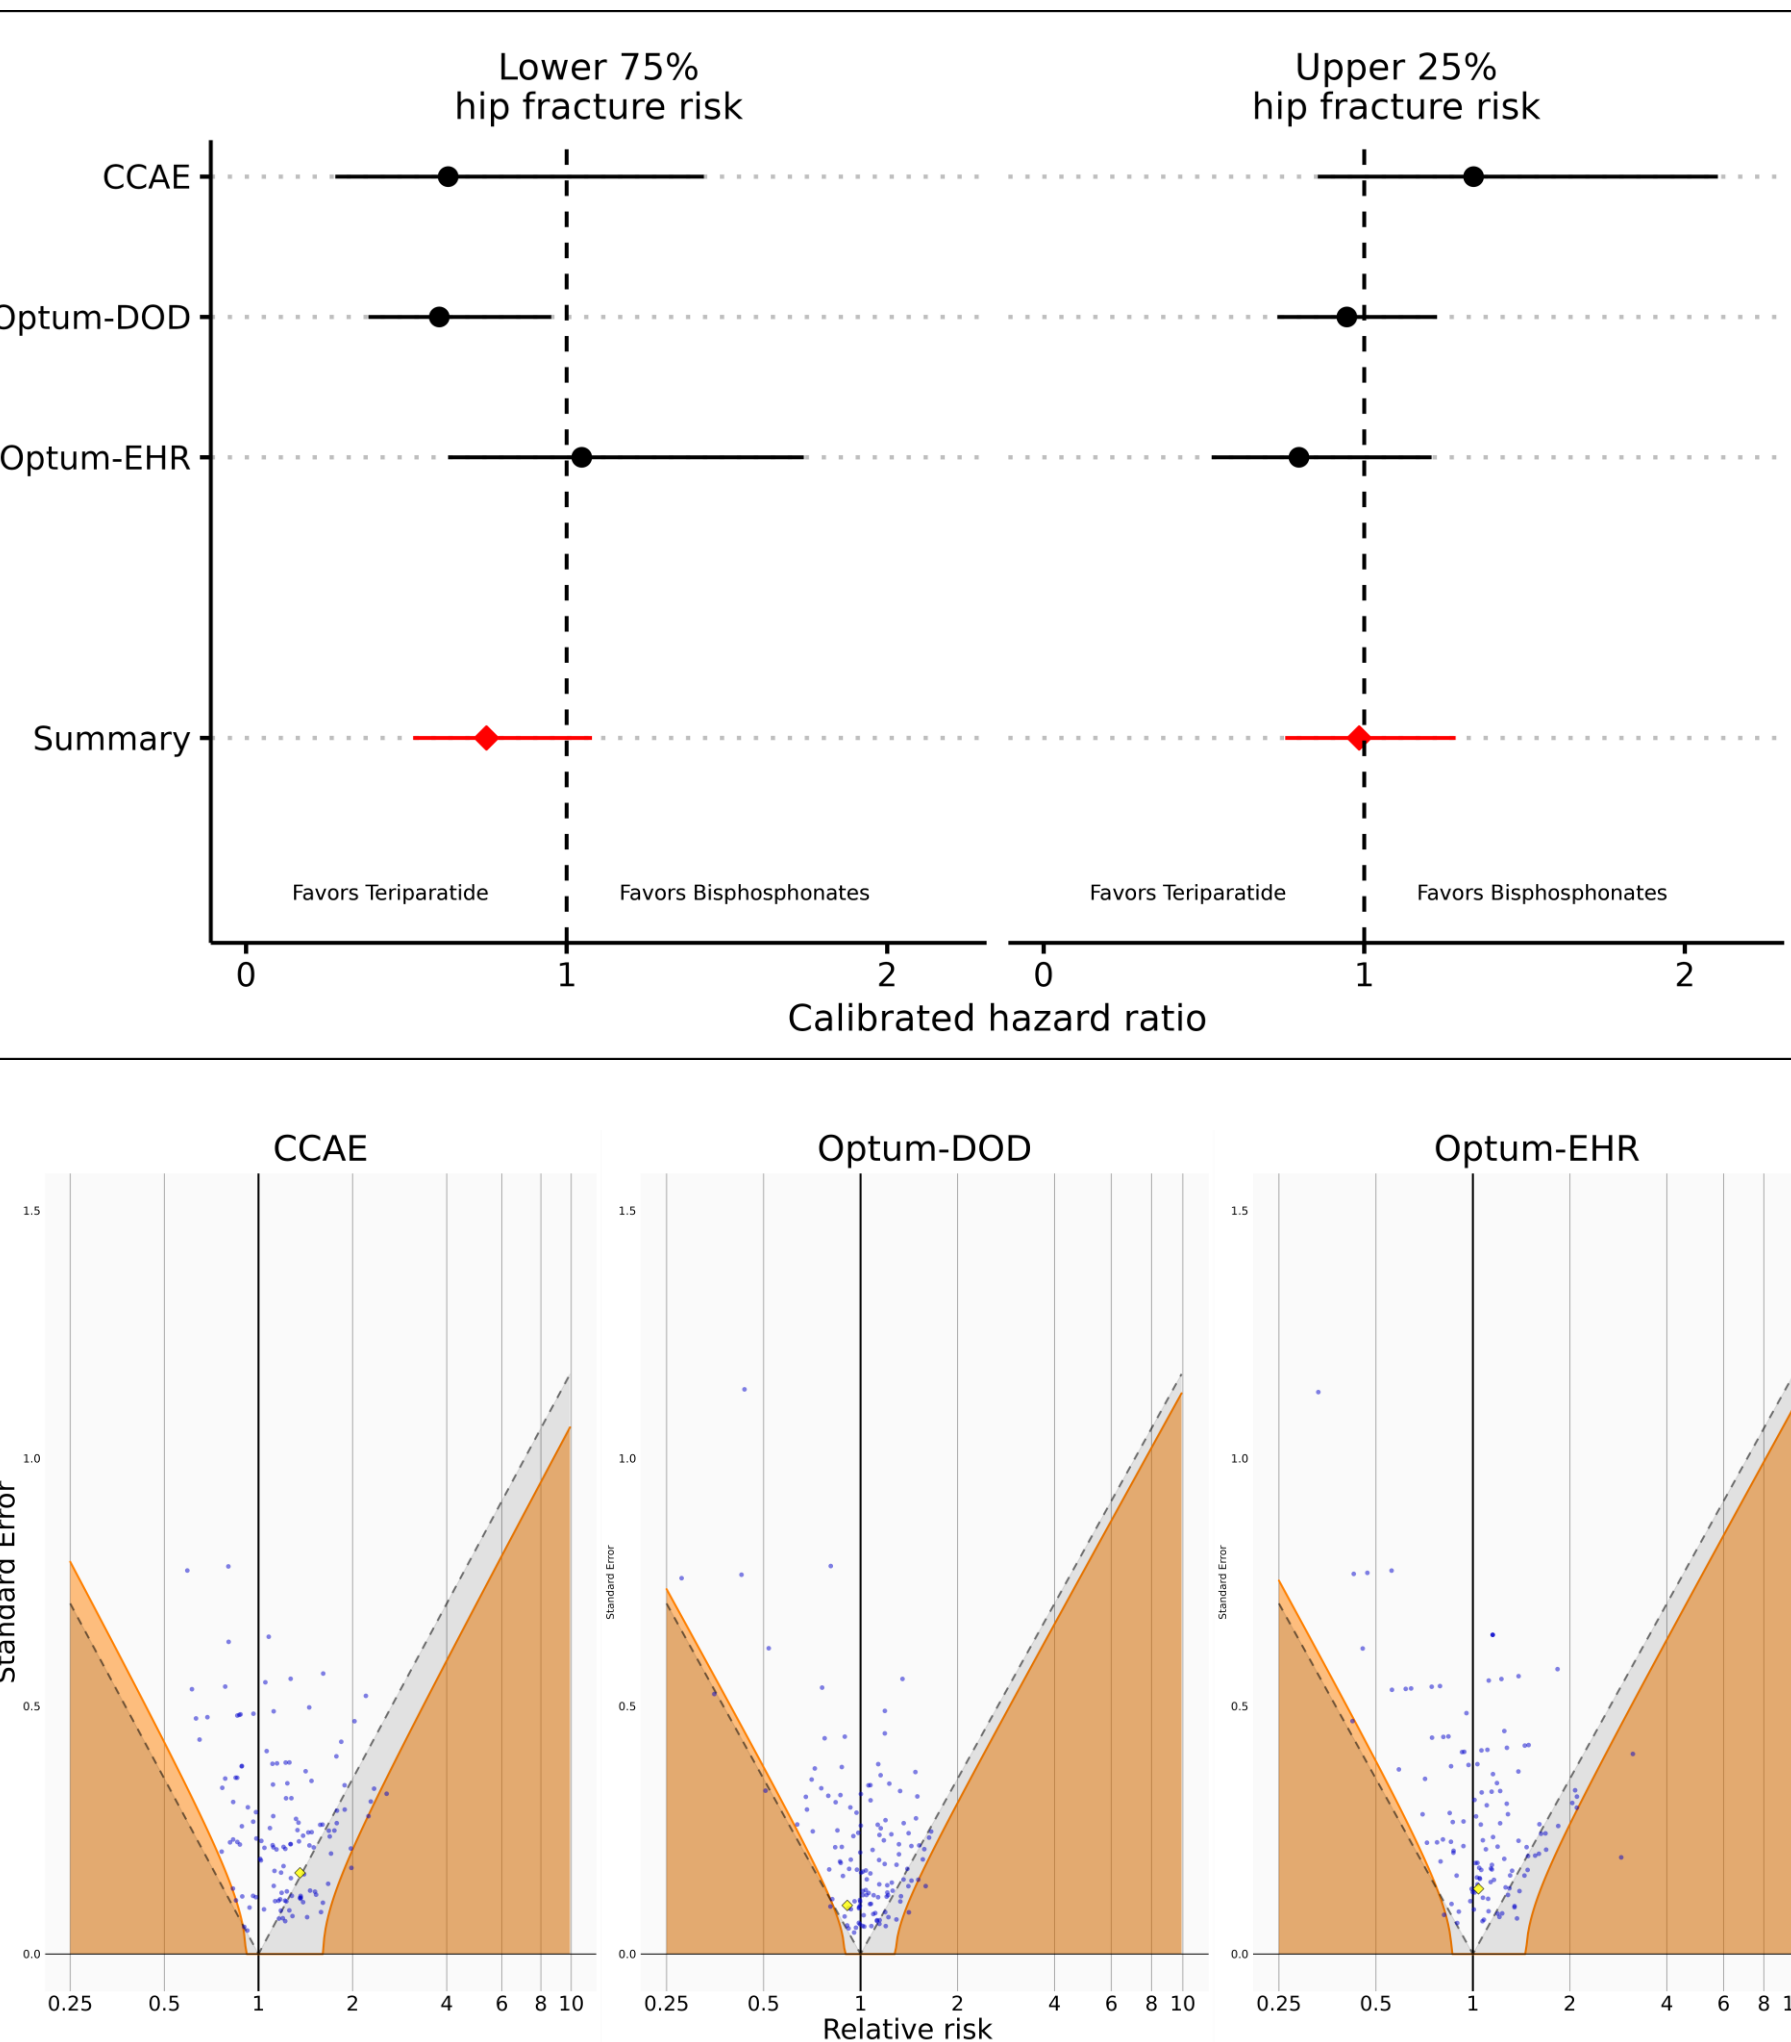 Lower 75%
hip fracture risk
Upper 25%
hip fracture risk
CCAE
Optum-DOD
Optum-EHR
Summary
Favors Teriparatide
Favors Bisphosphonates
Favors Teriparatide
Favors Bisphosphonates
0 1 2
0 1 2
Calibrated hazard ratio
CCAE
Optum-DOD
Optum-EHR
Standard Error
1.5
1.0
0.5
0.0
0.25 0.5 1 2 4 6 8 10
Standard Error
1.5
1.0
0.5
0.0
0.25 0.5 1 2 4 6 8 10
Standard Error
1.5
1.0
0.5
0.0
0.25 0.5 1 2 4 6 8 1
Relative risk